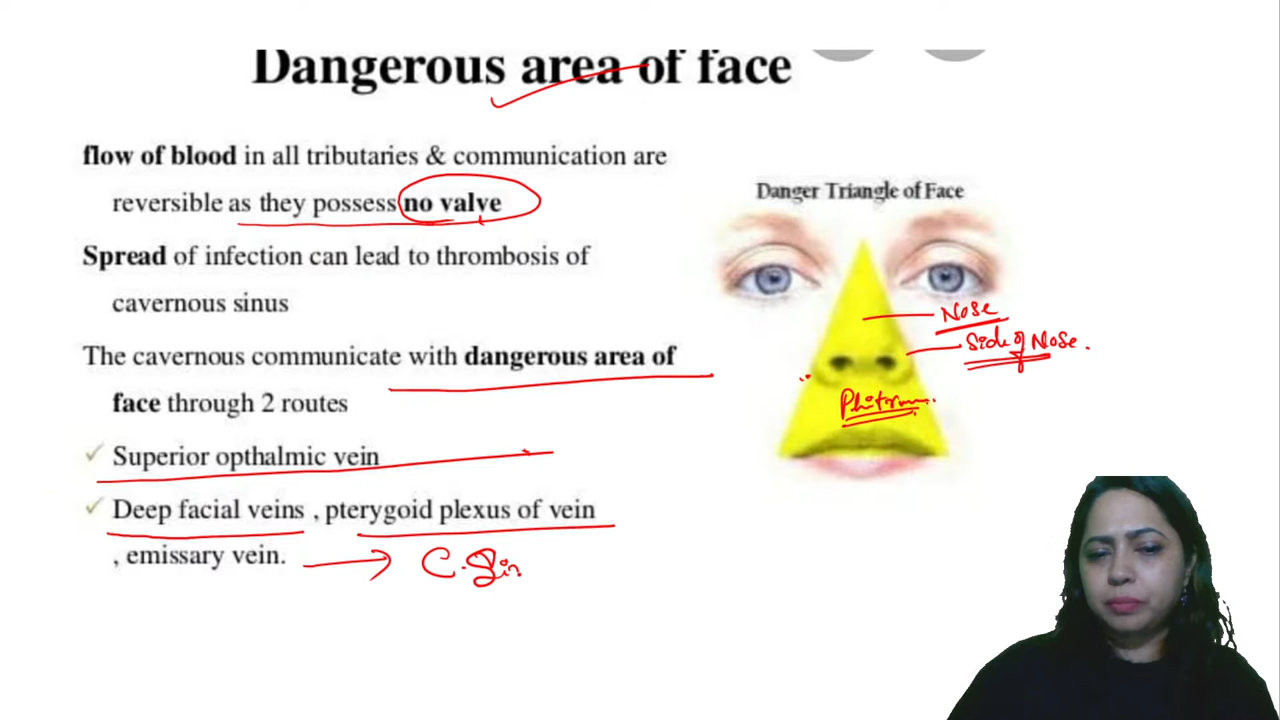 Dangerous area of face
flow of blood in all tributaries & communication are
reversible as they possess no valve
Spread of infection can lead to thrombosis of
cavernous sinus
The cavernous communicate with dangerous area of
face through 2 routes
✓ Superior opthalmic vein
✓ Deep facial veins , pterygoid plexus of vein
, emissary vein. → C. Sin
Danger Triangle of Face
Nose
Side of Nose.